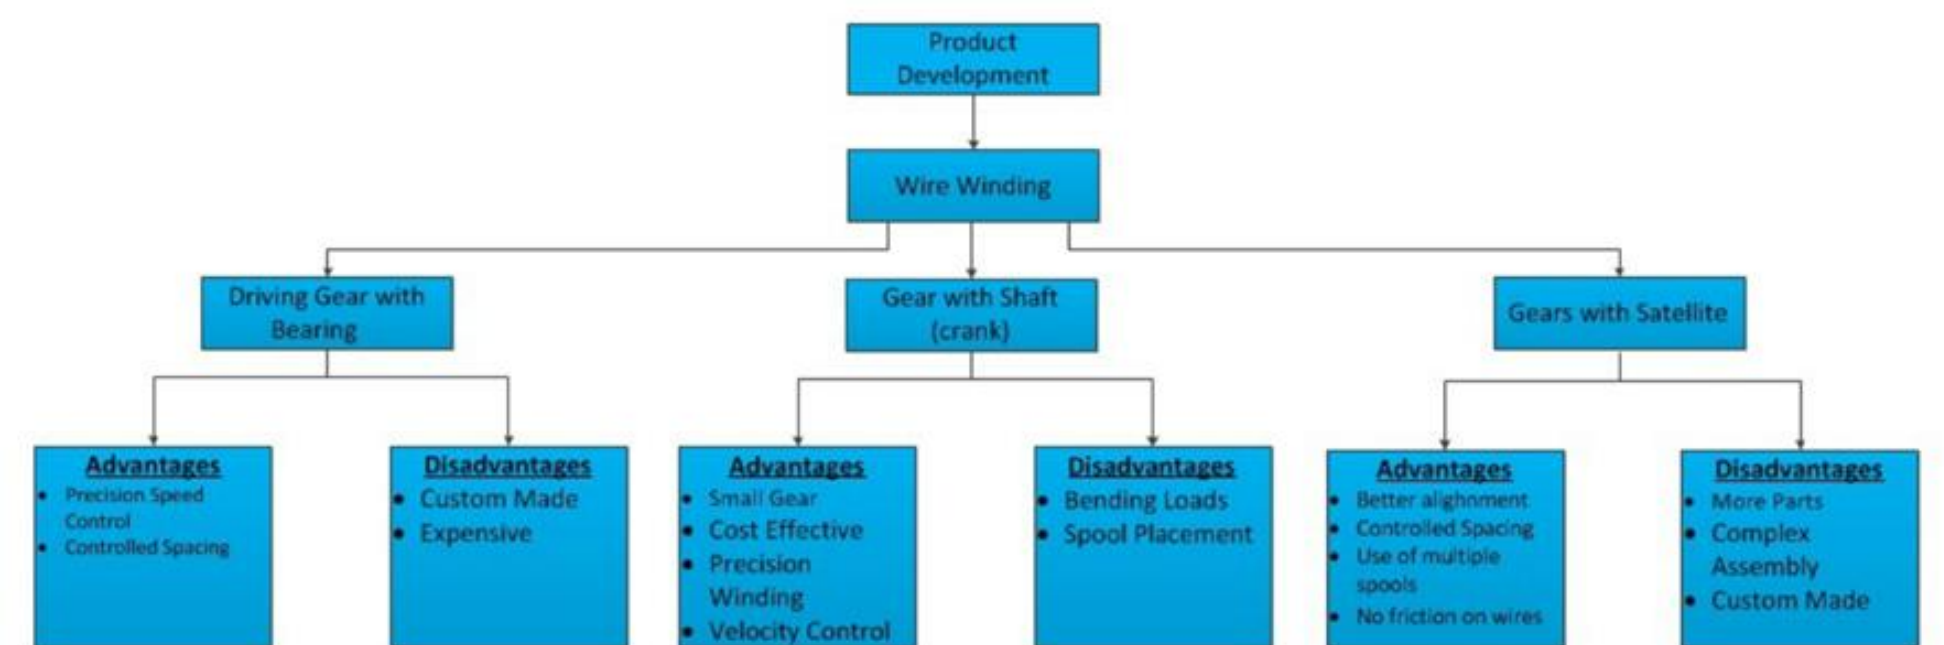 Product
Development
Wire Winding
Driving Gear with
Bearing
Gear with Shaft
(crank)
Gears with Satellite
Advantages
• Precision Speed
Control
• Controlled Spacing
Disadvantages
• Custom Made
• Expensive
Advantages
• Small Gear
• Cost Effective
• Precision
Winding
• Velocity Control
Disadvantages
• Bending Loads
• Spool Placement
Advantages
• Better alighnment
• Controlled Spacing
• Use of multiple
spools
• No friction on wires
Disadvantages
• More Parts
• Complex
Assembly
• Custom Made